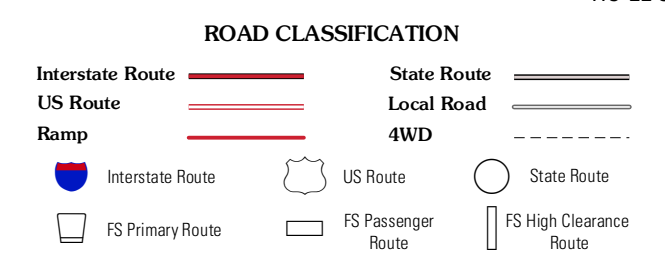 ROAD CLASSIFICATION
Interstate Route State Route
US Route Local Road
Ramp 4WD
Interstate Route US Route State Route
FS Primary Route FS Passenger Route FS High Clearance Route